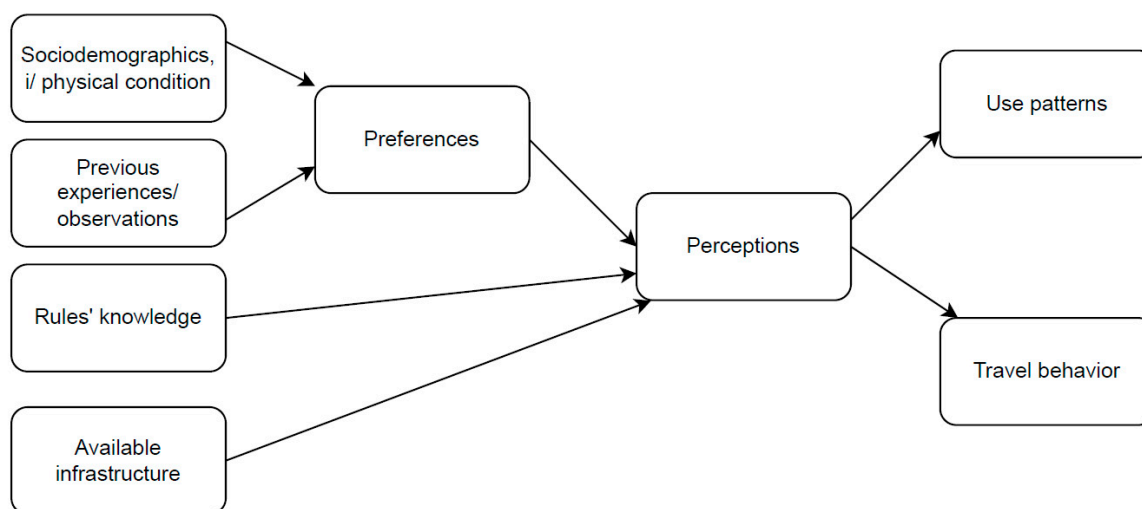 Sociodemographics,
i/ physical condition
Previous
experiences/
observations
Rules' knowledge
Available
infrastructure
Preferences
Perceptions
Use patterns
Travel behavior